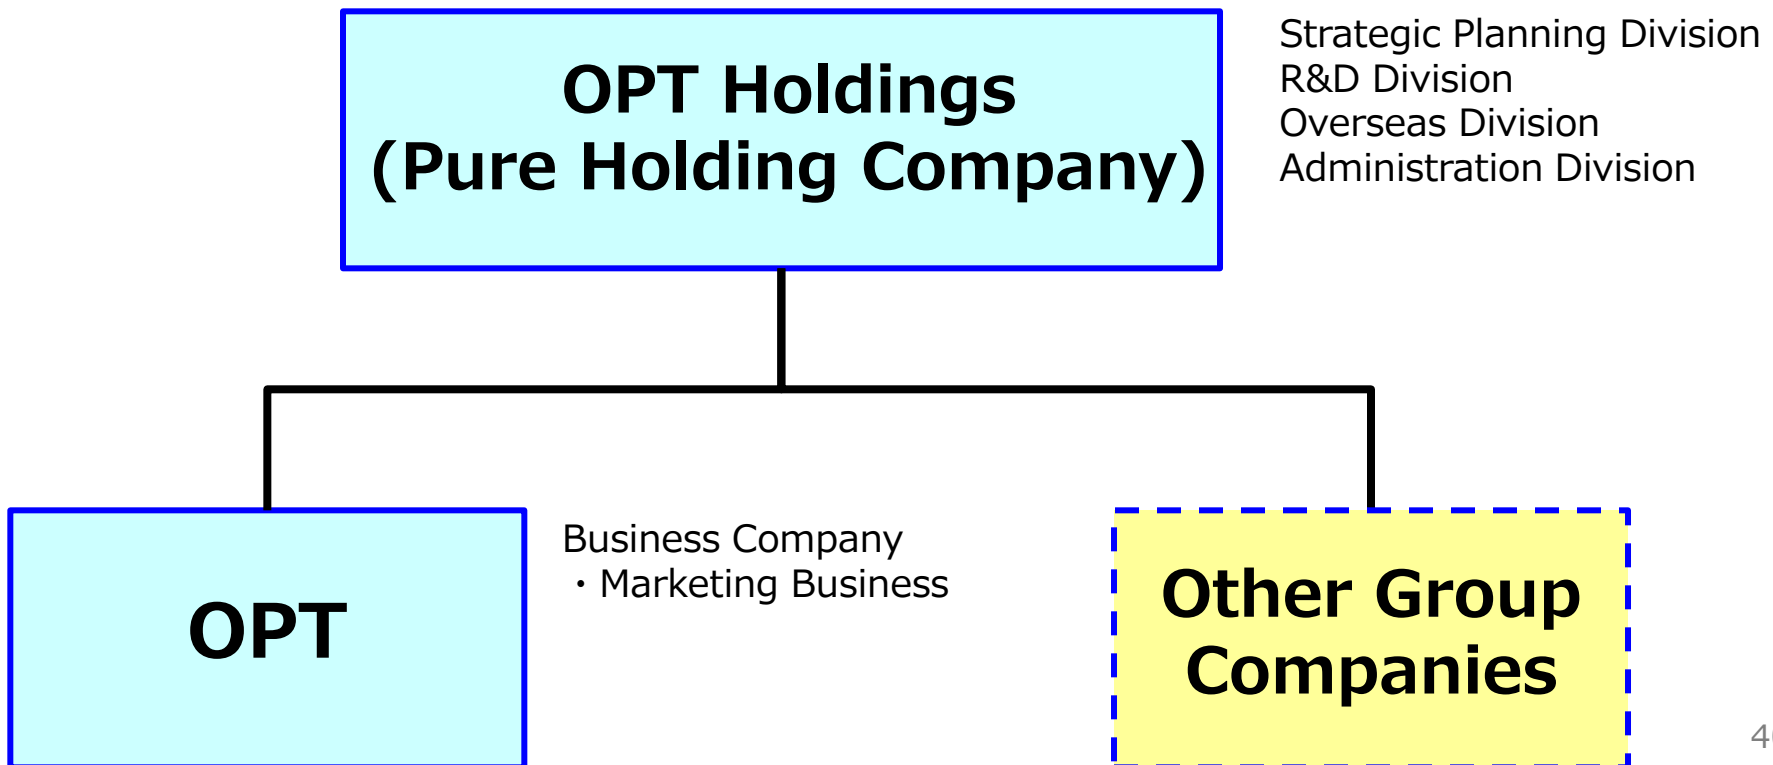 OPT Holdings
(Pure Holding Company)
Strategic Planning Division
R&D Division
Overseas Division
Administration Division
OPT
Business Company
・Marketing Business
Other Group
Companies